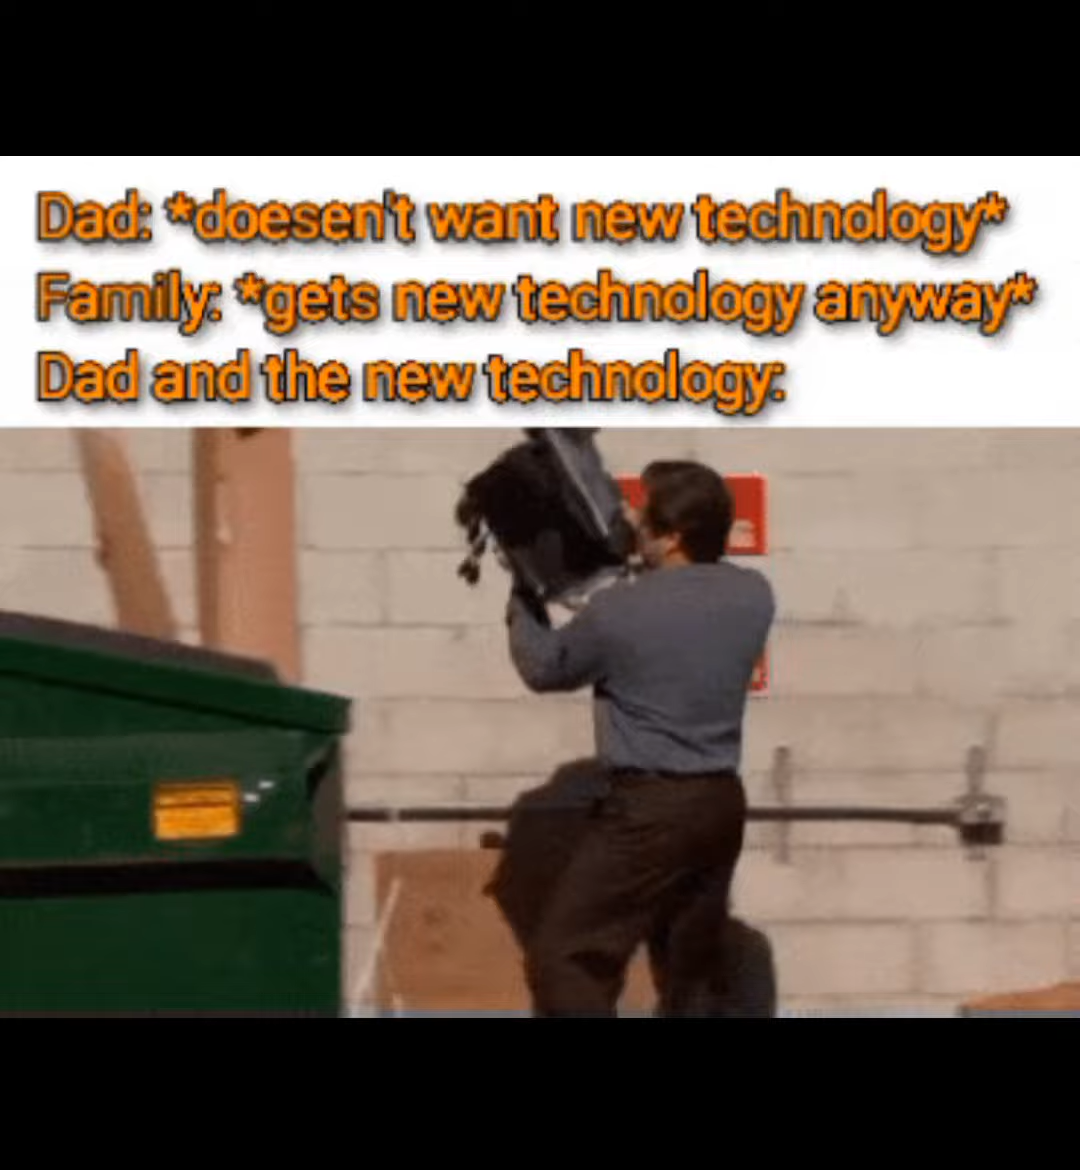 Dad: *doesen't want new technology*
Family: *gets new technology anyway*
Dad and the new technology: